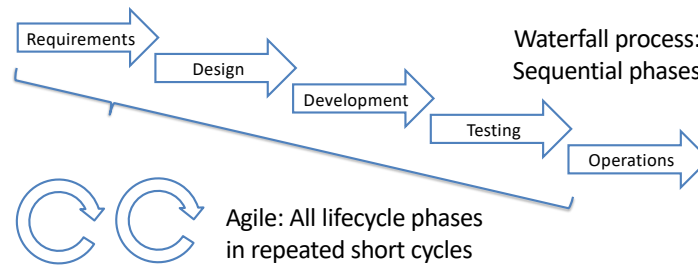 Requirements
Waterfall process:
Sequential phases
Design
Development
Testing
Operations
Agile: All lifecycle phases
in repeated short cycles